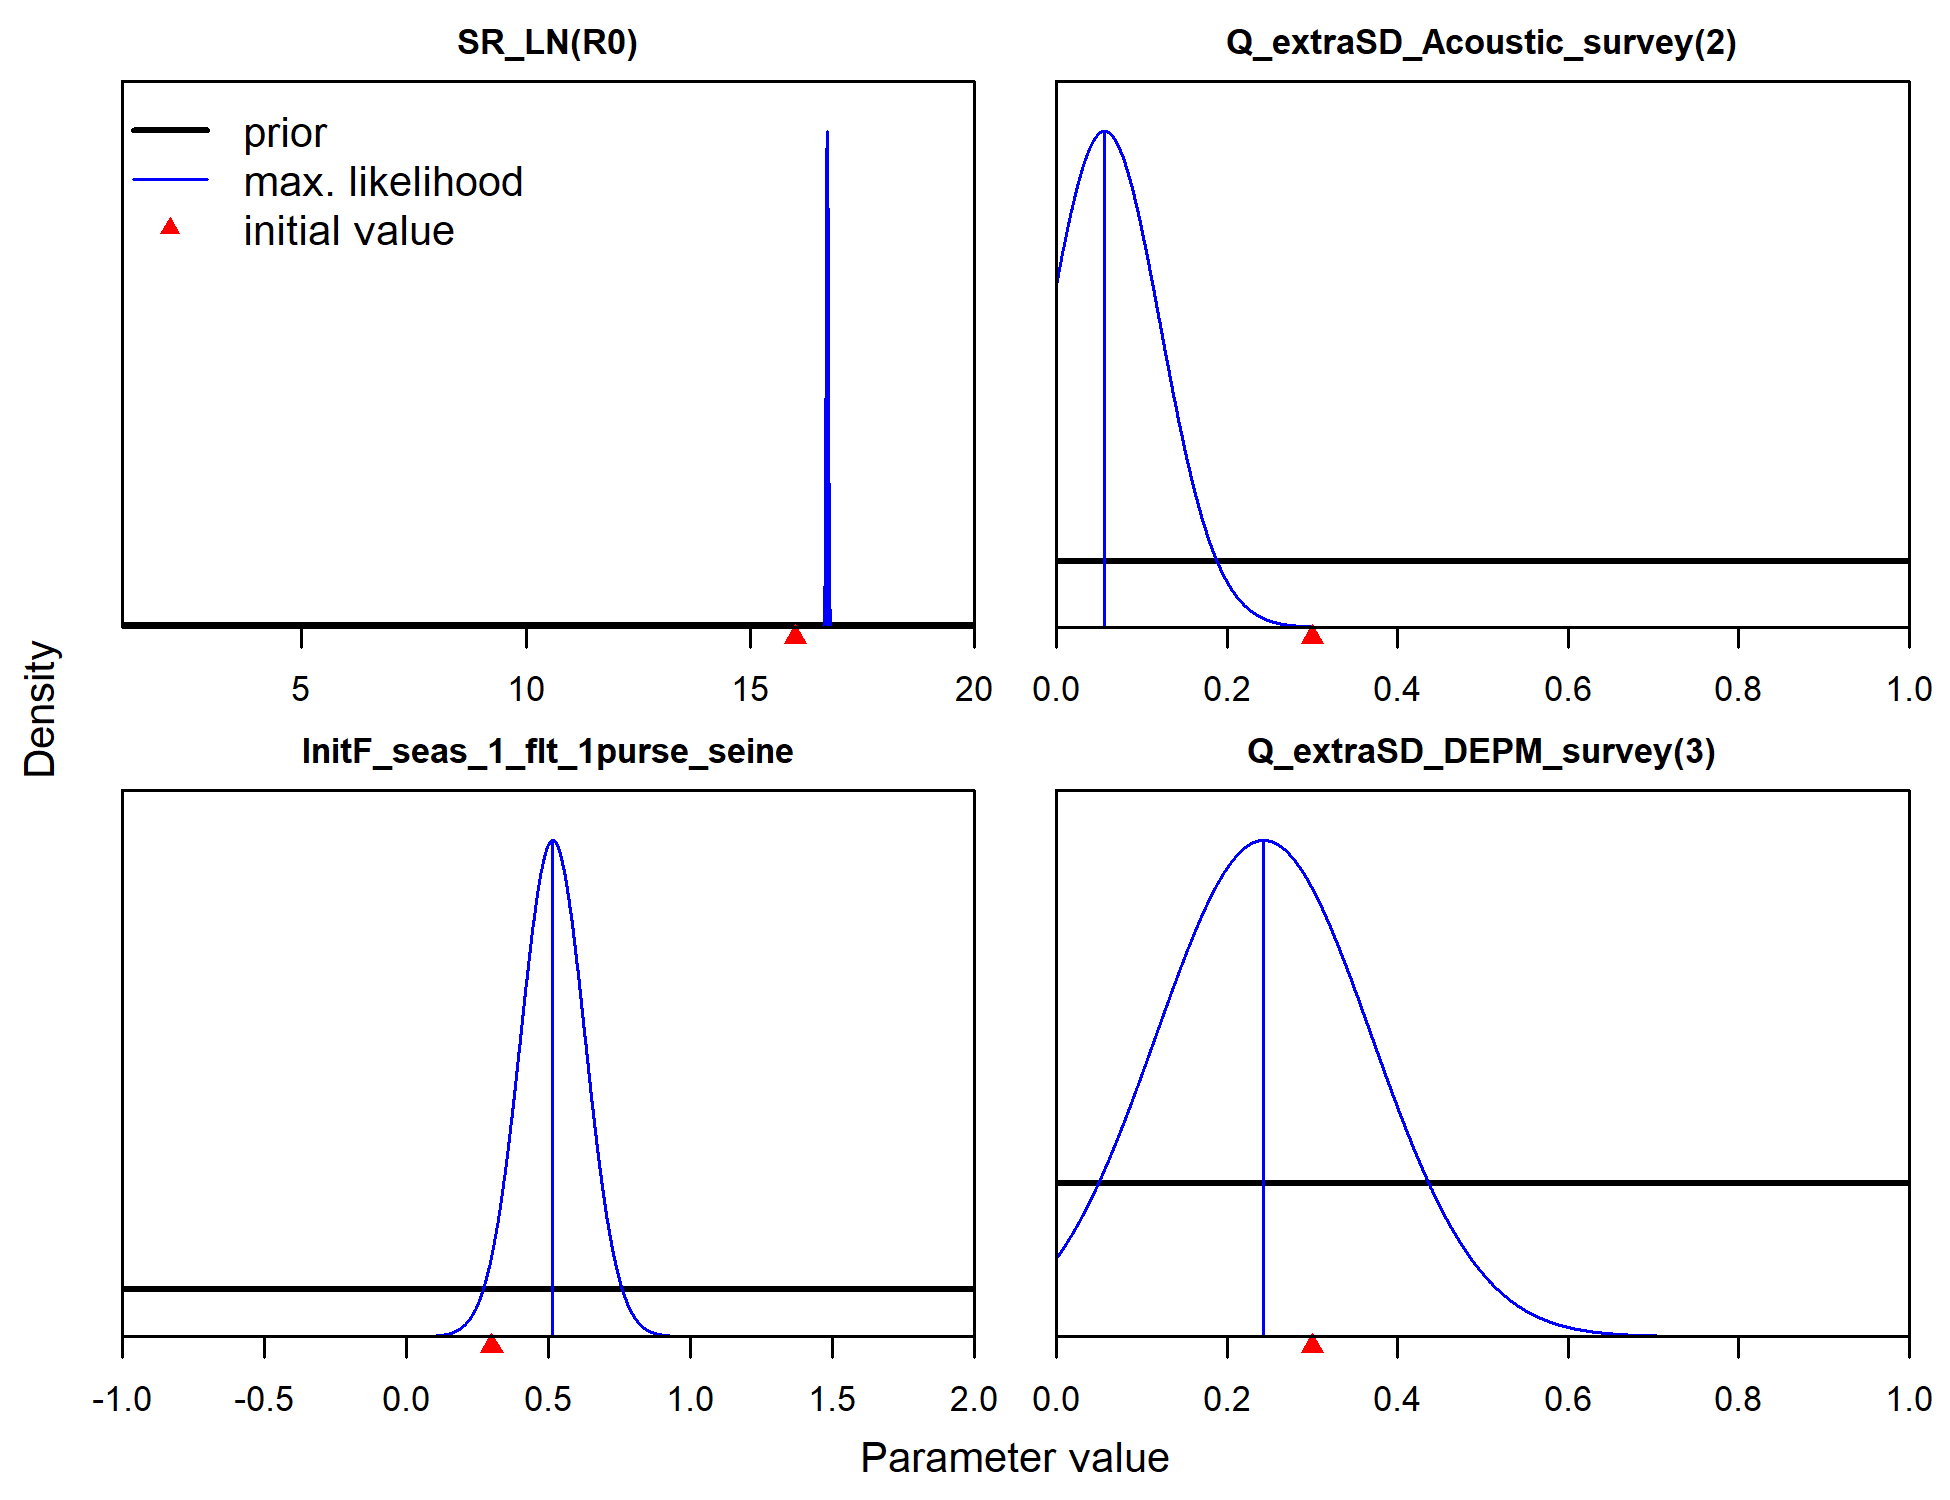 SR_LN(R0)
prior
max. likelihood
initial value
5 10 15 20
Q_extraSD_Acoustic_survey(2)
0.0 0.2 0.4 0.6 0.8 1.0
Density
InitF_seas_1_flt_1purse_seine
-1.0 -0.5 0.0 0.5 1.0 1.5 2.0
Q_extraSD_DEPM_survey(3)
0.0 0.2 0.4 0.6 0.8 1.0
Parameter value